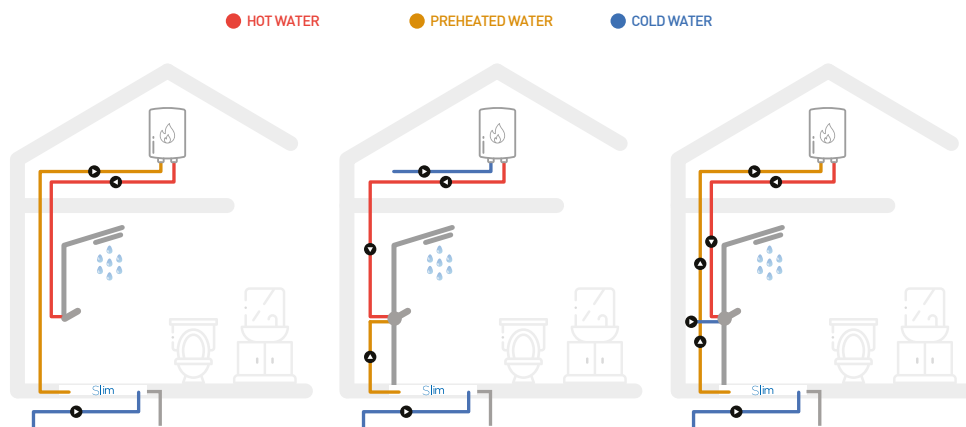 HOT WATER
PREHEATED WATER
COLD WATER
Slim
Slim
Slim